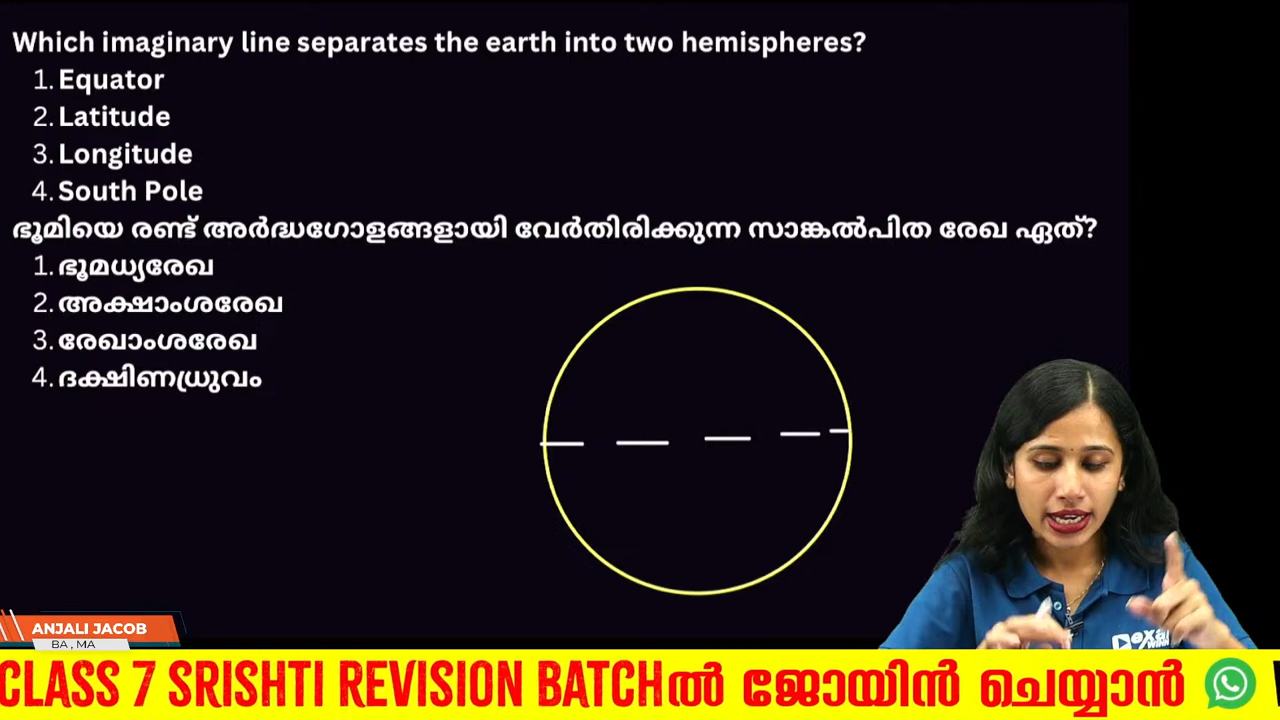 Which imaginary line separates the earth into two hemispheres?
1. Equator
2. Latitude
3. Longitude
4. South Pole
ഭൂമിയെ രണ്ട് അർദ്ധഗോളങ്ങളായി വേർതിരിക്കുന്ന സാങ്കൽപിത രേഖ ഏത്?
1. ഭൂമധ്യരേഖ
2. അക്ഷാംശരേഖ
3. രേഖാംശരേഖ
4. ദക്ഷിണധ്രുവം
ANJALI JACOB
BA , MA
CLASS 7 SRISHTI REVISION BATCHൽ ജോയിൻ ചെയ്യാൻ